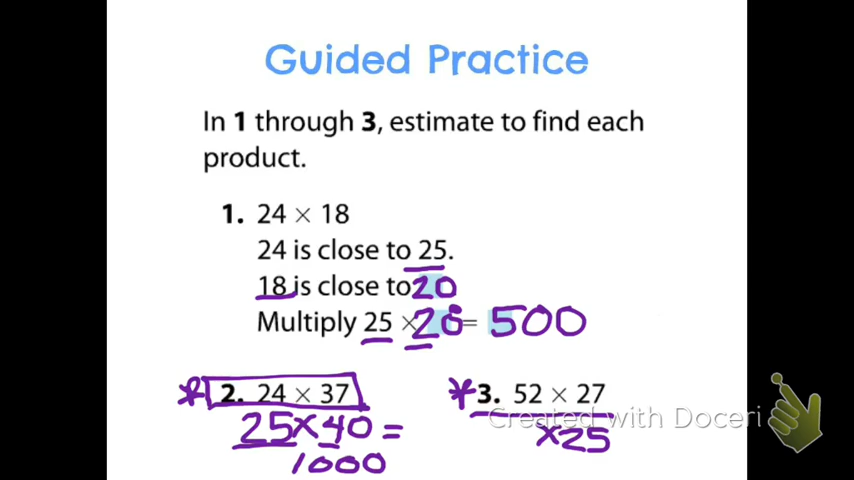 Guided Practice
In 1 through 3, estimate to find each
product.
1. 24 × 18
24 is close to 25.
18 is close to 20
Multiply 25 × 20 = 500
* 2. 24 × 37
25 × 40 =
1000
* 3. 52 × 27
× 25
Created with Doceri